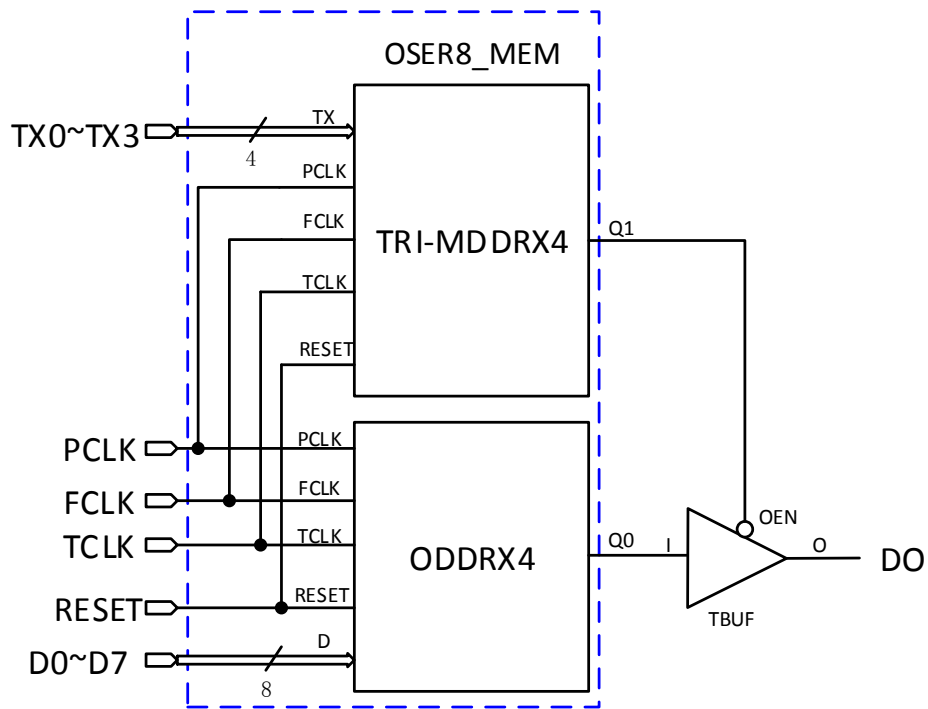 OSER8_MEM
TX0~TX3
4
TX
PCLK
FCLK
TCLK
RESET
TRI-MDDRX4
Q1
PCLK
FCLK
TCLK
RESET
D0~D7
8
PCLK
FCLK
TCLK
RESET
D
ODDRX4
Q0
I
OEN
O
DO
TBUF